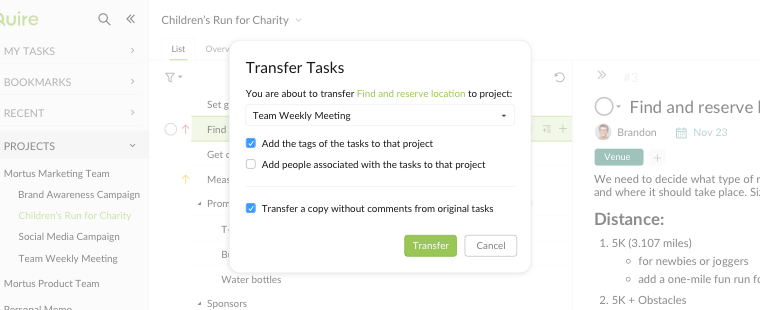 Quire
MY TASKS
BOOKMARKS
RECENT
PROJECTS
Mortus Marketing Team
Brand Awareness Campaign
Children's Run for Charity
Social Media Campaign
Team Weekly Meeting
Mortus Product Team
Personal Memo
Children's Run for Charity
List
Set
Find
Get
Meas
Prom
Water bottles
Sponsors
Transfer Tasks
You are about to transfer Find and reserve location to project:
Team Weekly Meeting
Add the tags of the tasks to that project
Add people associated with the tasks to that project
Transfer a copy without comments from original tasks
Transfer
Cancel
#3
Find and reserve
Brandon
Nov 23
Venue
+
We need to decide what type of
and where it should take place.
Distance:
1. 5K (3.107 miles)
for newbies or joggers
add a one-mile fun run
2. 5K + Obstacles